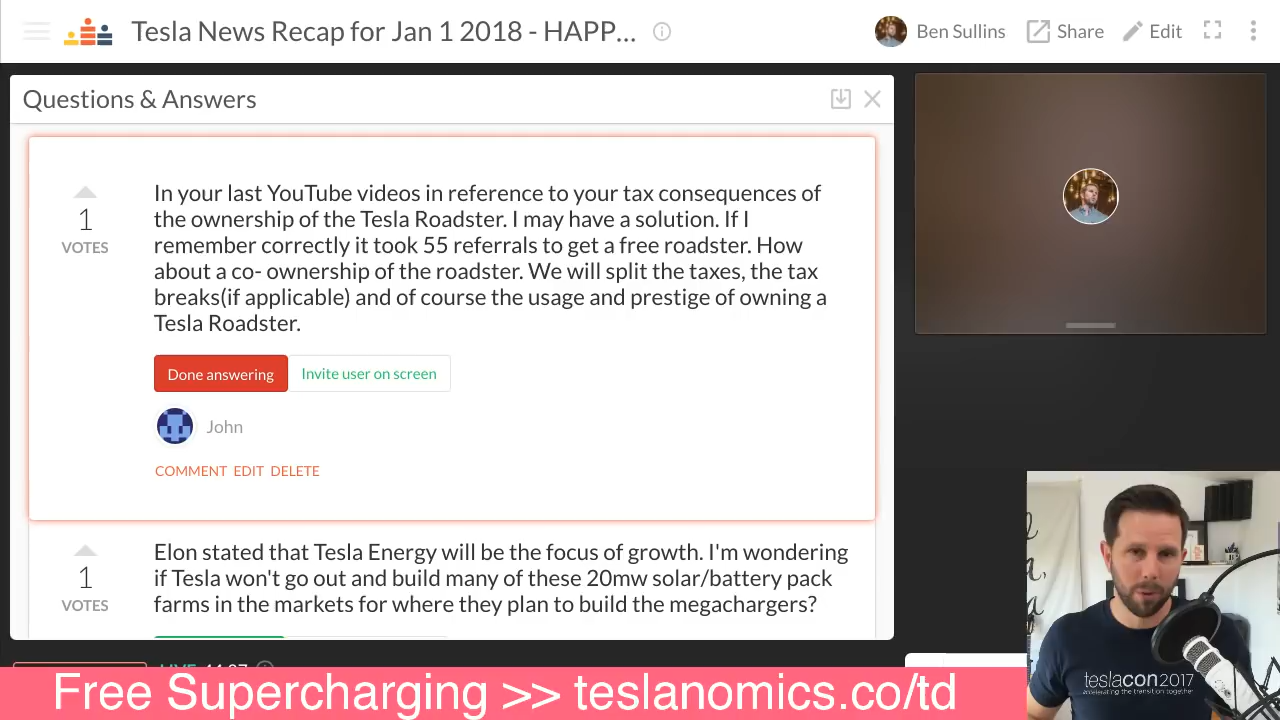 Tesla News Recap for Jan 1 2018 - HAPP...
Ben Sullins
Share
Edit
Questions & Answers
1
VOTES
In your last YouTube videos in reference to your tax consequences of
the ownership of the Tesla Roadster. I may have a solution. If I
remember correctly it took 55 referrals to get a free roadster. How
about a co- ownership of the roadster. We will split the taxes, the tax
breaks(if applicable) and of course the usage and prestige of owning a
Tesla Roadster.
Done answering
Invite user on screen
John
COMMENT EDIT DELETE
1
VOTES
Elon stated that Tesla Energy will be the focus of growth. I'm wondering
if Tesla won't go out and build many of these 20mw solar/battery pack
farms in the markets for where they plan to build the megachargers?
teslacon2017
accelerating the transition together
Free Supercharging >> teslanomics.co/td